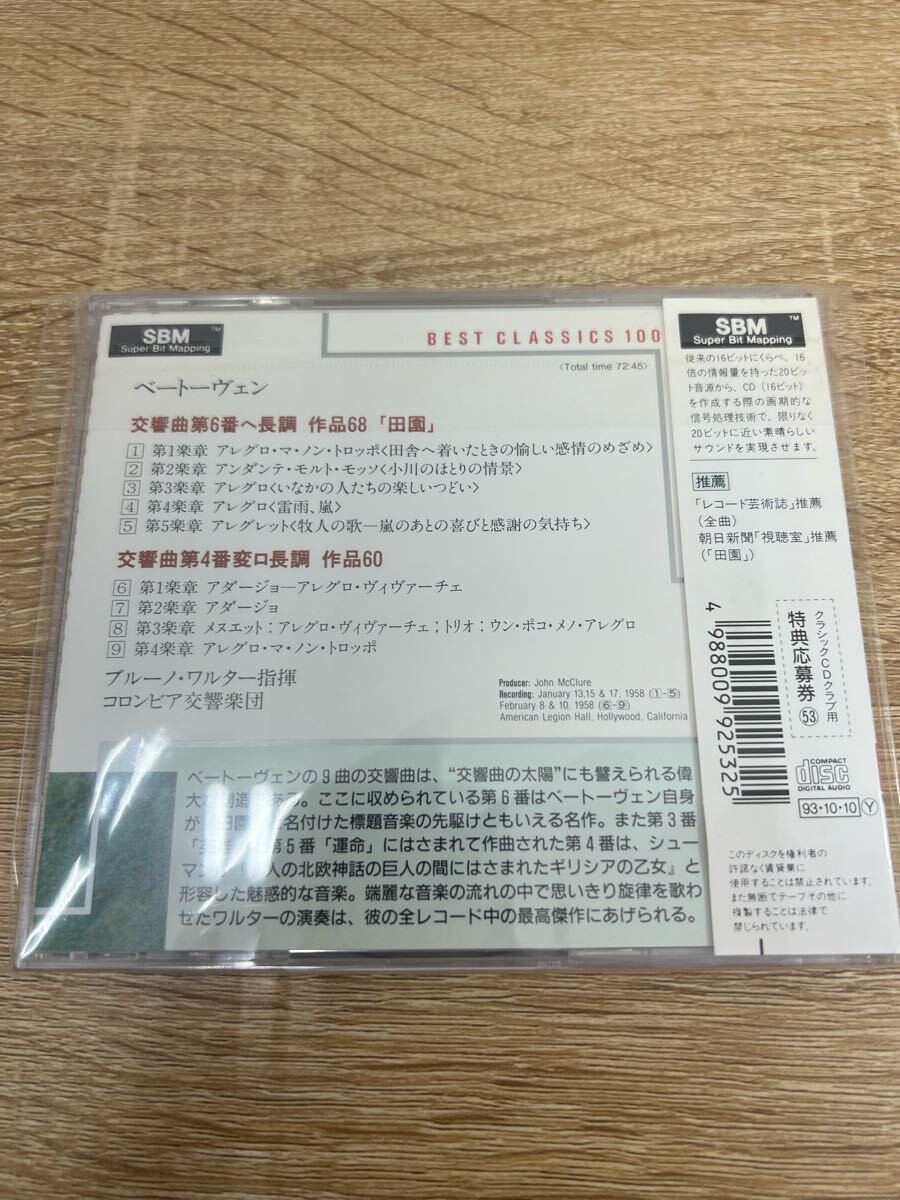 SBM TM
Super Bit Mapping
BEST CLASSICS 100
〈Total time 72:45〉
ベートーヴェン
交響曲第6番ヘ長調 作品68「田園」
1 第1楽章 アレグロ・マ・ノン・トロッポ〈田舎へ着いたときの愉しい感情のめざめ〉
2 第2楽章 アンダンテ・モルト・モッソ〈小川のほとりの情景〉
3 第3楽章 アレグロ〈いなかの人たちの楽しいつどい〉
4 第4楽章 アレグロ〈雷雨、嵐〉
5 第5楽章 アレグレット〈牧人の歌―嵐のあとの喜びと感謝の気持ち〉
交響曲第4番変ロ長調 作品60
6 第1楽章 アダージョ―アレグロ・ヴィヴァーチェ
7 第2楽章 アダージョ
8 第3楽章 メヌエット：アレグロ・ヴィヴァーチェ；トリオ：ウン・ポコ・メノ・アレグロ
9 第4楽章 アレグロ・マ・ノン・トロッポ
ブルーノ・ワルター指揮
コロンビア交響楽団
Producer: John McClure
Recording: January 13,15 & 17, 1958 (1-5)
February 8 & 10, 1958 (6-9)
American Legion Hall, Hollywood, California
ベートーヴェンの9曲の交響曲は、“交響曲の太陽”にも譬えられる偉
大な創造である。ここに収められている第6番はベートーヴェン自身
が「田園」と名付けた標題音楽の先駆けともいえる名作。また第3番
「英雄」と第5番「運命」にはさまれて作曲された第4番は、シュー
マンが“2人の北欧神話の巨人の間にはさまれたギリシアの乙女”と
形容した魅惑的な音楽。端麗な音楽の流れの中で思いきり旋律を歌わ
せたワルターの演奏は、彼の全レコード中の最高傑作にあげられる。
SBM TM
Super Bit Mapping
従来の16ビットにくらべ、16
倍の情報量を持った20ビッ
ト音源から、CD（16ビット）
を作成する際の画期的な
信号処理技術で、限りなく
20ビットに近い素晴らしい
サウンドを実現させます。
推薦
「レコード芸術誌」推薦
（全曲）
朝日新聞「視聴室」推薦
（「田園」）
4 988009 925325
クラシックCDクラブ用
特典応募券 53
COMPACT
disc
DIGITAL AUDIO
93・10・10 Y
このディスクを権利者の
許諾なく賃貸業に
使用することは禁止されています。
また無断でテープその他に
複製することは法律で
禁じられています。